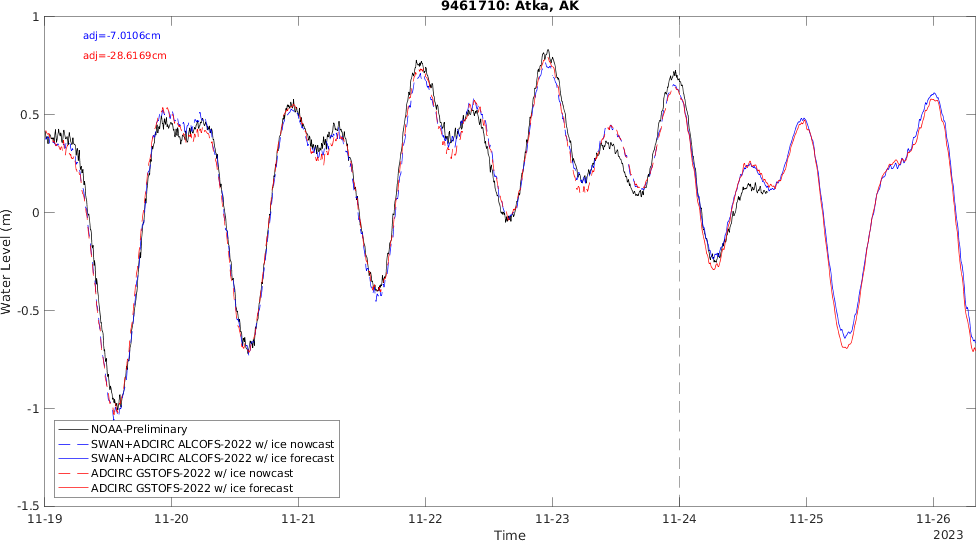 9461710: Atka, AK
adj=-7.0106cm
adj=-28.6169cm
1
0.5
0
-0.5
-1
-1.5
Water Level (m)
NOAA-Preliminary
SWAN+ADCIRC ALCOFS-2022 w/ ice nowcast
SWAN+ADCIRC ALCOFS-2022 w/ ice forecast
ADCIRC GSTOFS-2022 w/ ice nowcast
ADCIRC GSTOFS-2022 w/ ice forecast
11-19 11-20 11-21 11-22 11-23 11-24 11-25 11-26
Time
2023